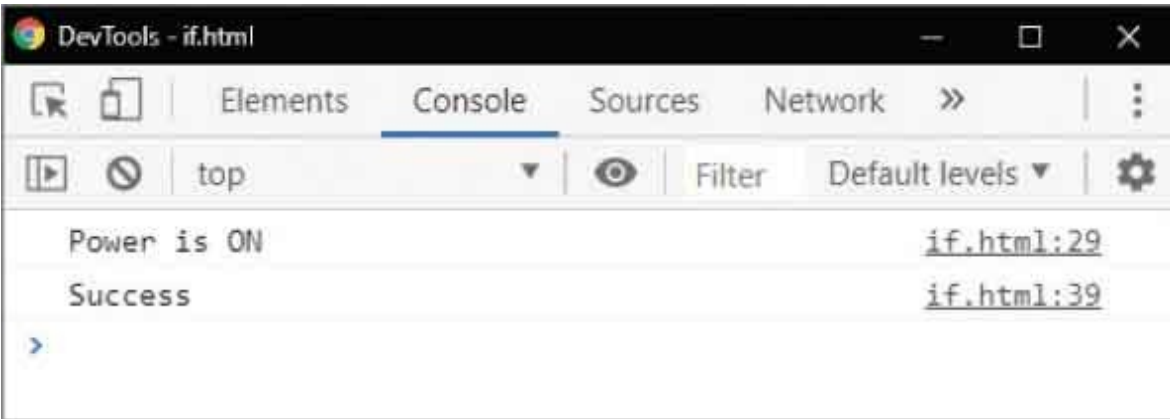 DevTools - if.html
Elements Console Sources Network »
top Filter Default levels
Power is ON if.html:29
Success if.html:39